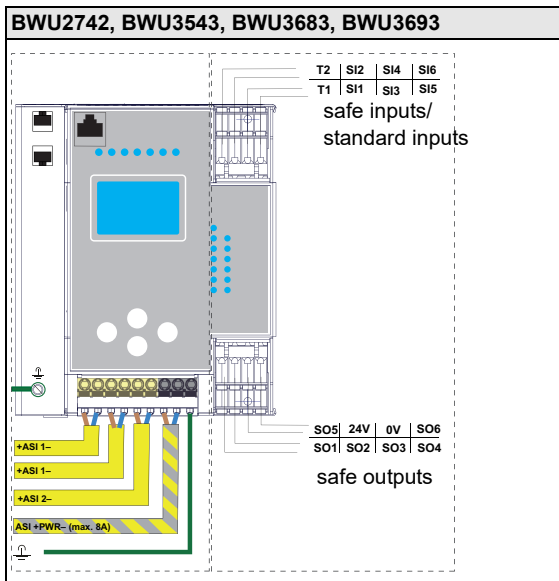 BWU2742, BWU3543, BWU3683, BWU3693
T2 SI2 SI4 SI6
T1 SI1 SI3 SI5
safe inputs/
standard inputs
SO5 24V 0V SO6
SO1 SO2 SO3 SO4
safe outputs
+ASI 1–
+ASI 1–
+ASI 2–
ASI +PWR– (max. 8A)